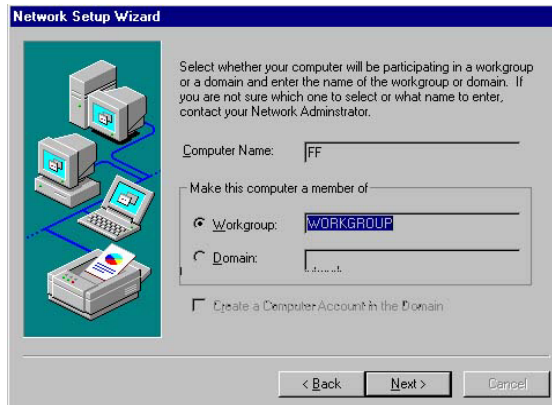 Network Setup Wizard
Select whether your computer will be participating in a workgroup
or a domain and enter the name of the workgroup or domain. If
you are not sure which one to select or what name to enter,
contact your Network Adminstrator.
Computer Name: FF
Make this computer a member of
Workgroup: WORKGROUP
Domain:
Create a Computer Account in the Domain
< Back Next > Cancel